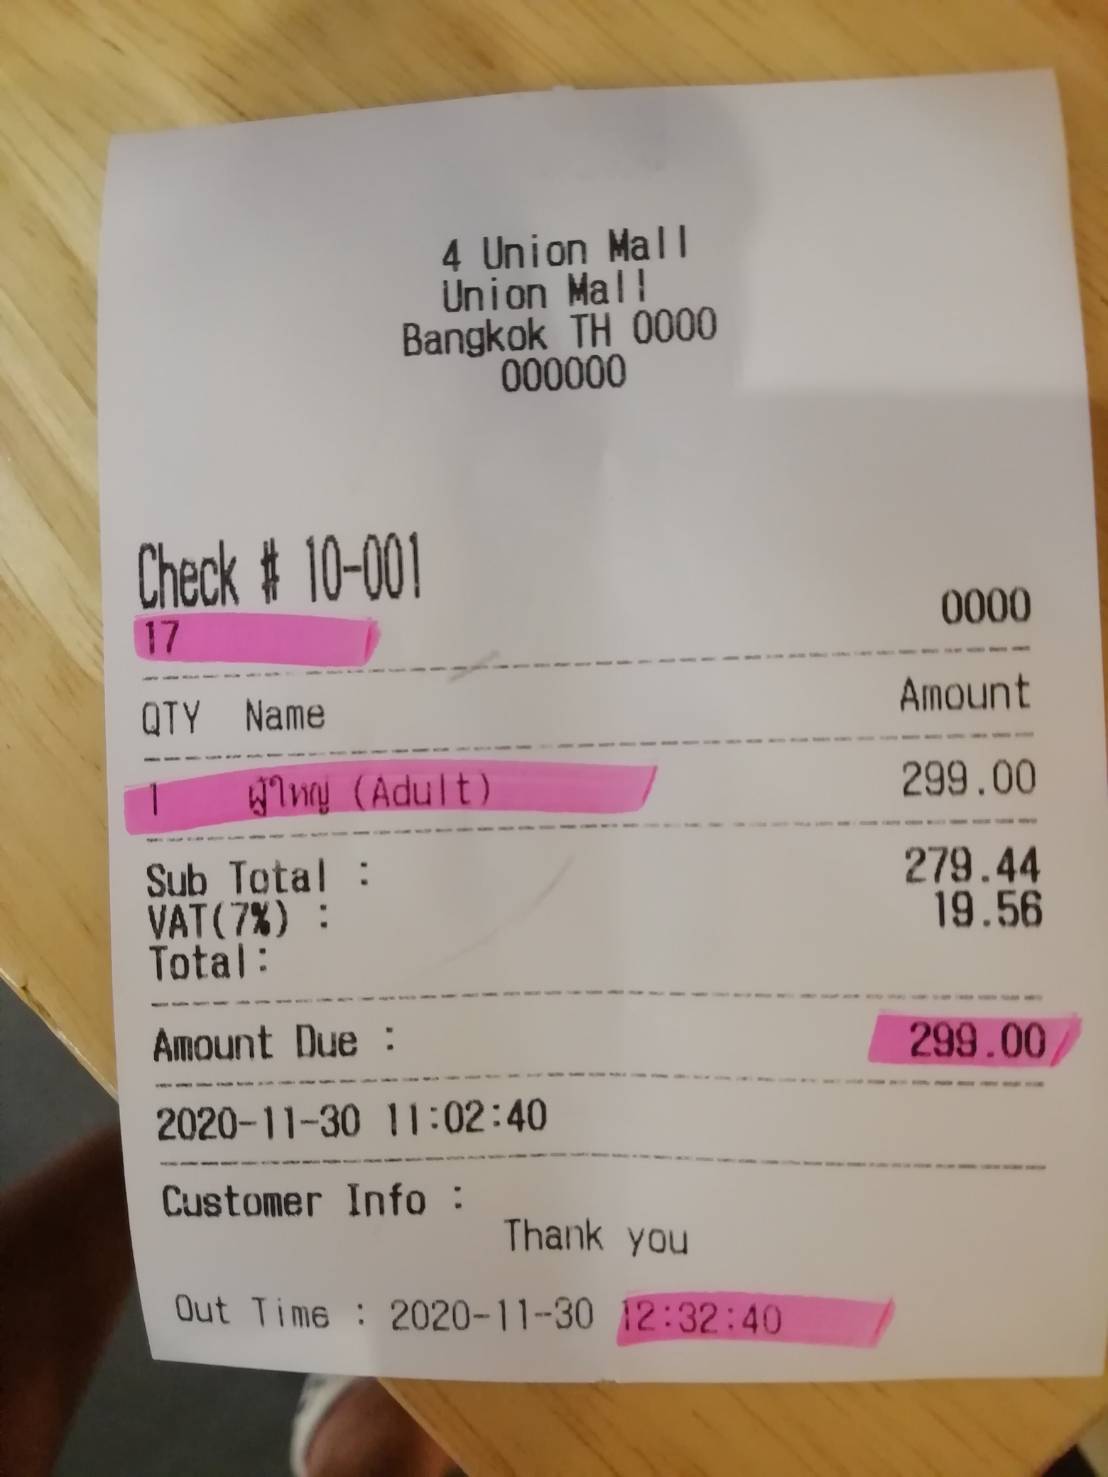 4 Union Mall
Union Mall
Bangkok TH 0000
000000
Check # 10-001
17 0000
QTY Name Amount
1 ผู้ใหญ่ (Adult) 299.00
Sub Total : 279.44
VAT(7%) : 19.56
Total:
Amount Due : 299.00
2020-11-30 11:02:40
Customer Info :
Thank you
Out Time : 2020-11-30 12:32:40